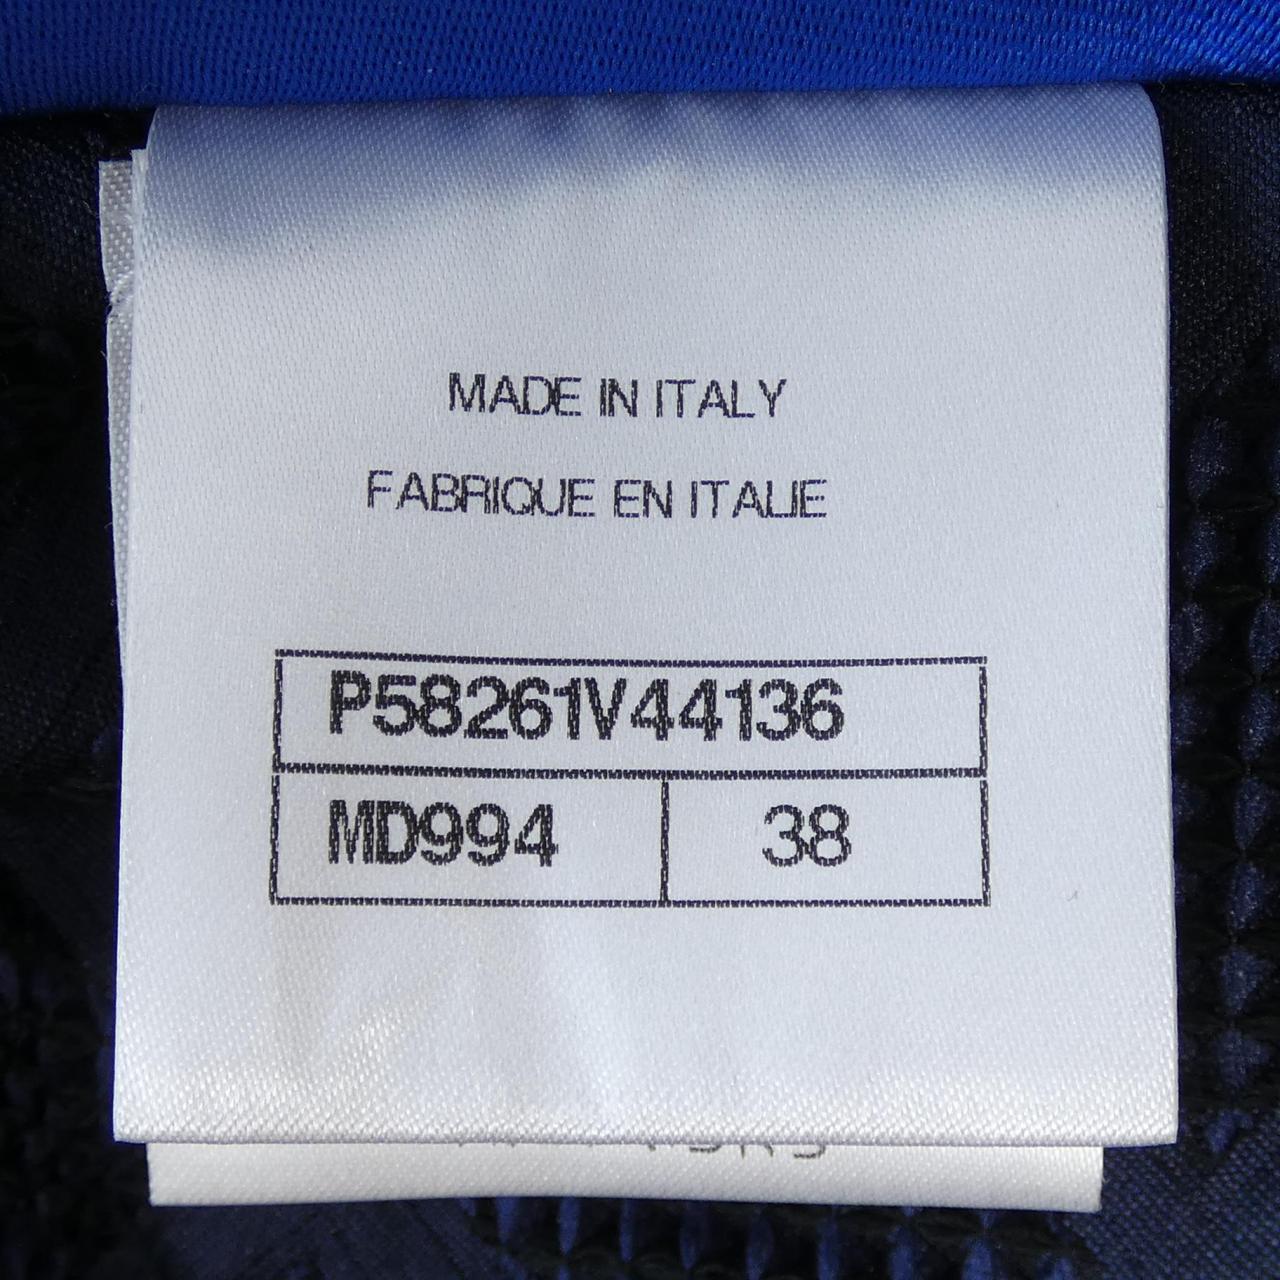 MADE IN ITALY
FABRIQUE EN ITALIE
P58261V44136
MD994
38